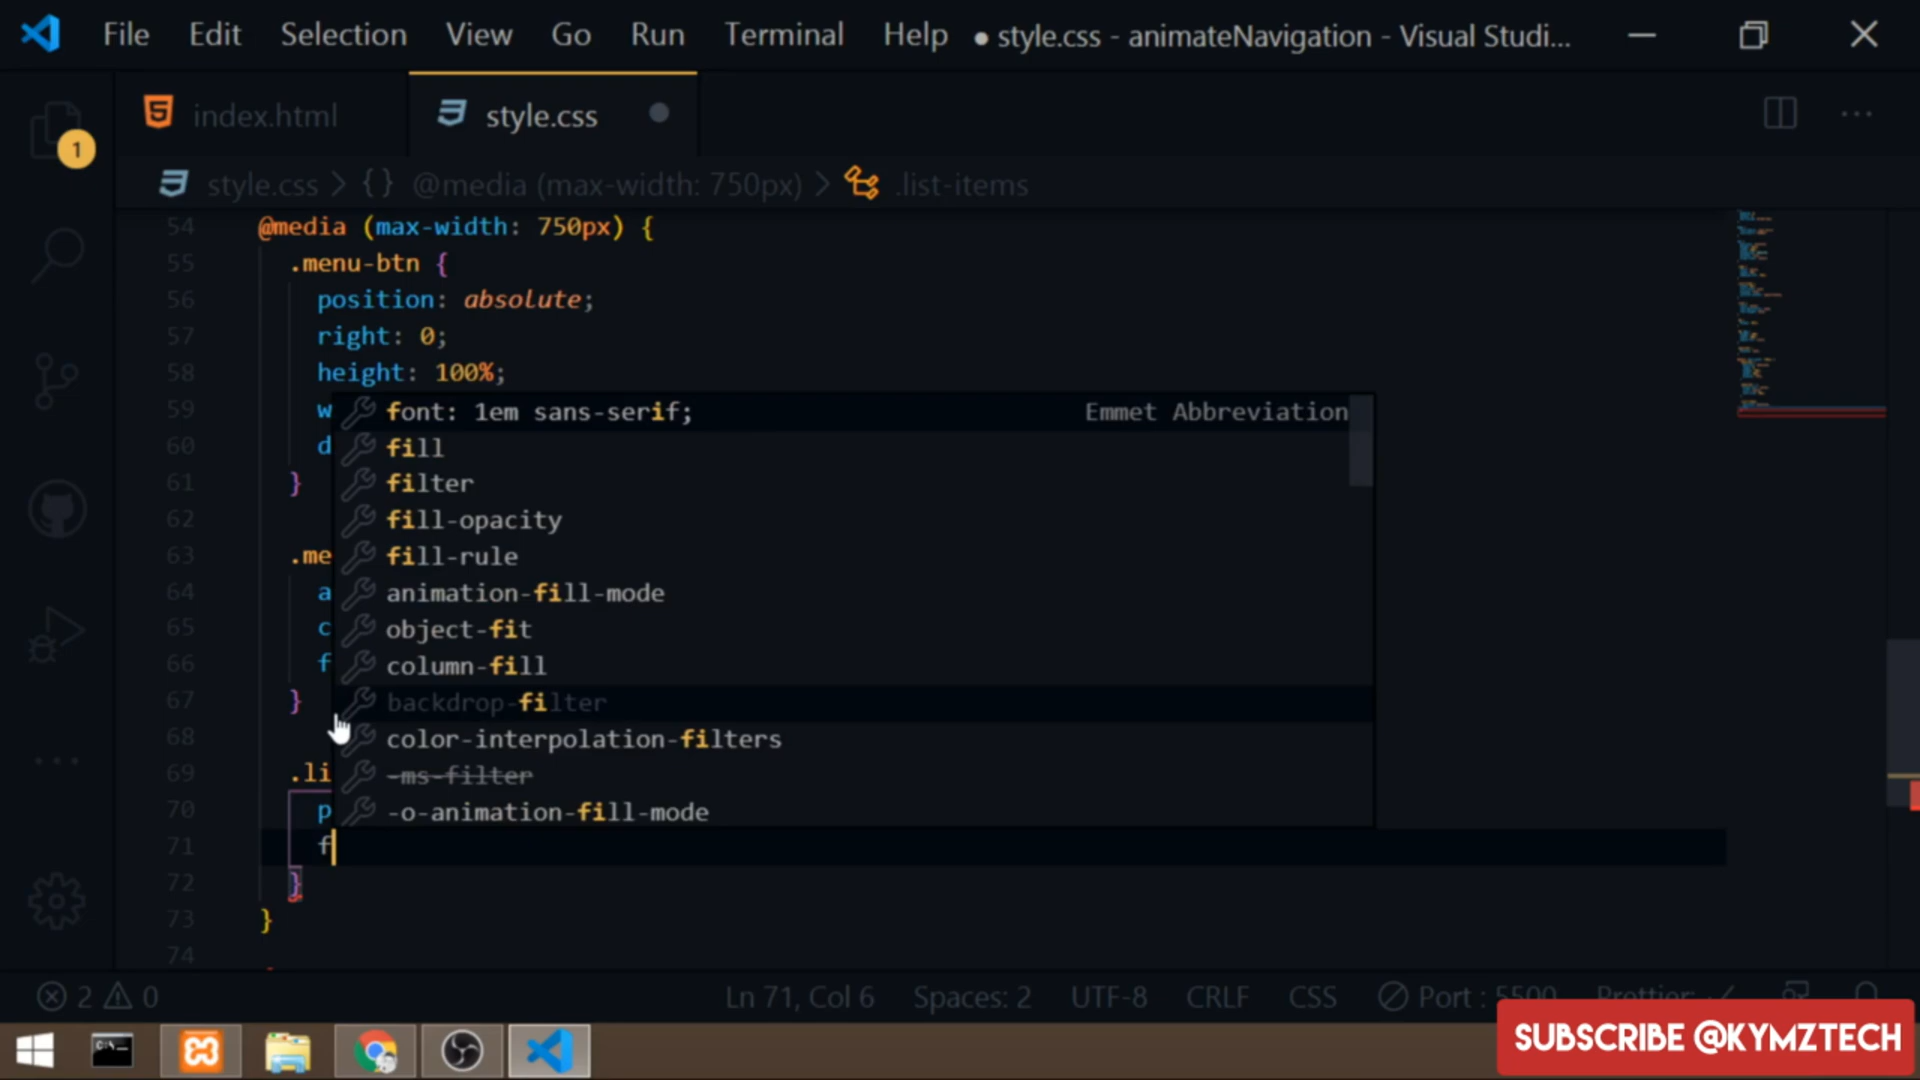 File Edit Selection View Go Run Terminal Help ● style.css - animateNavigation - Visual Studi...
index.html style.css
1
style.css > {} @media (max-width: 750px) > .list-items
54 @media (max-width: 750px) {
55 .menu-btn {
56 position: absolute;
57 right: 0;
58 height: 100%;
59 w
font: 1em sans-serif; Emmet Abbreviation
60 d
fill
61 }
filter
62
fill-opacity
63 .me
fill-rule
64 a
animation-fill-mode
65 c
object-fit
66 f
column-fill
67 }
backdrop-filter
68
color-interpolation-filters
69 .li
-ms-filter
70 p
-o-animation-fill-mode
71 f
72 }
73 }
74
2 0 Ln 71, Col 6 Spaces: 2 UTF-8 CRLF CSS Port : 5500 Prettier: ✓
SUBSCRIBE @KYMZTECH